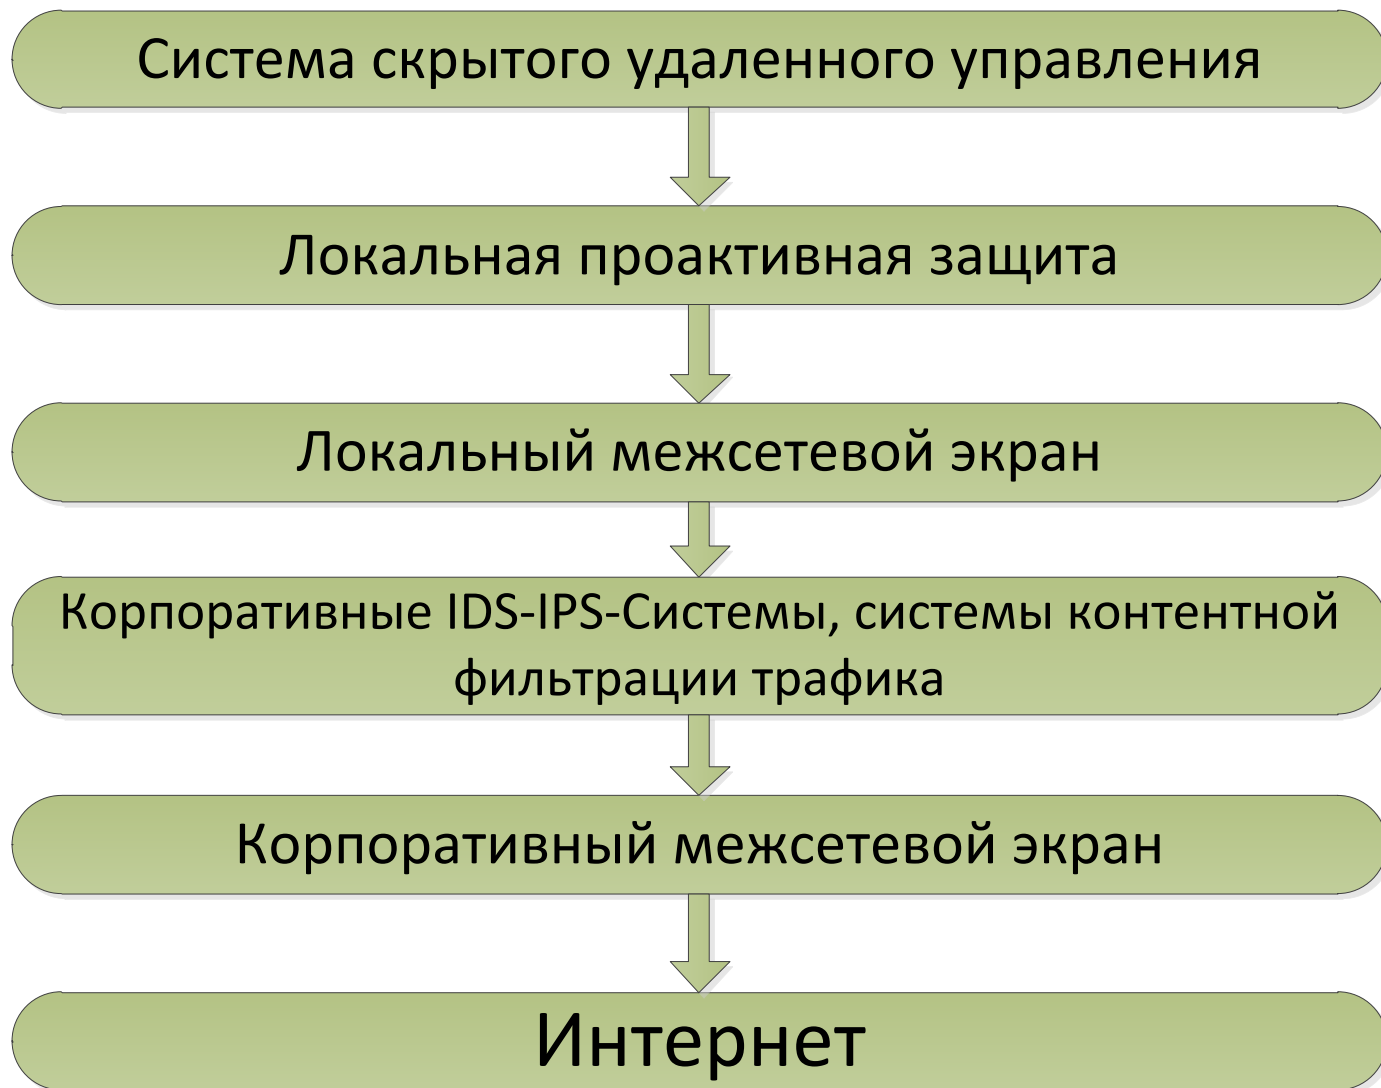 Система скрытого удаленного управления
Локальная проактивная защита
Локальный межсетевой экран
Корпоративные IDS-IPS-Системы, системы контентной
фильтрации трафика
Корпоративный межсетевой экран
Интернет